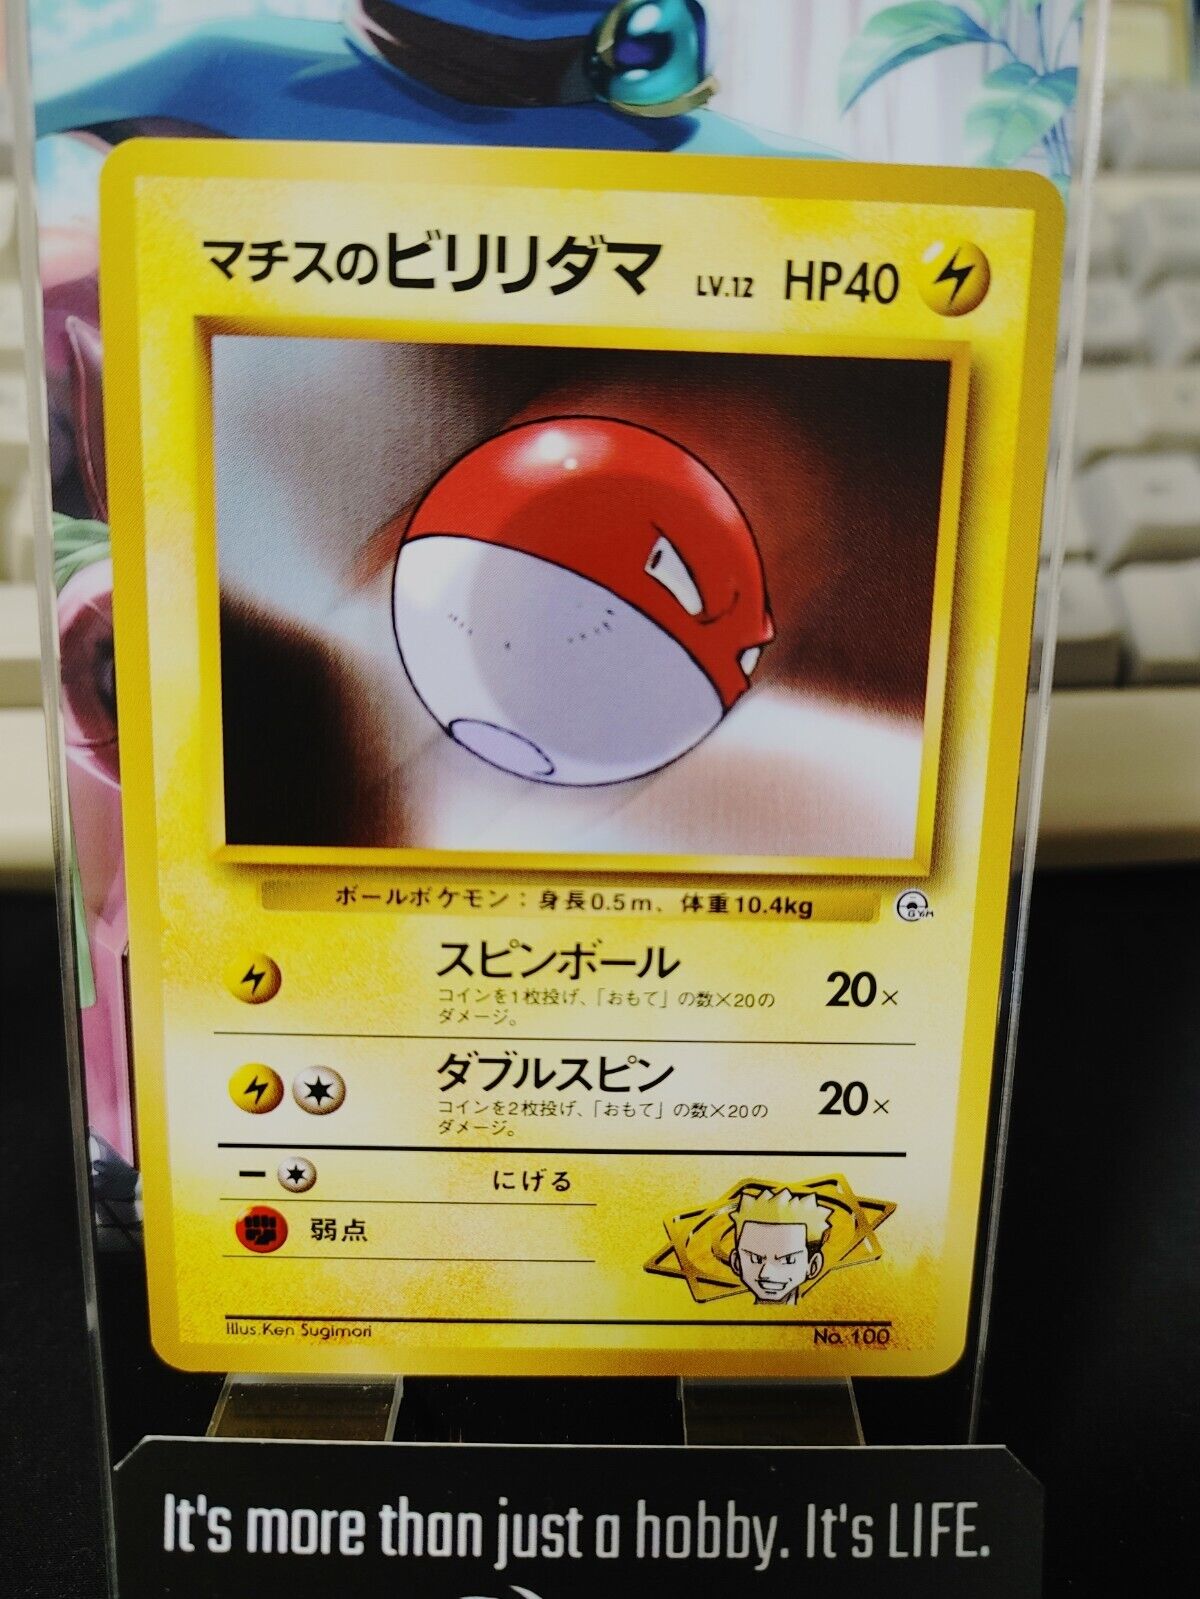 マチスのビリリダマ LV.12 HP40
ボールポケモン：身長0.5m、体重10.4kg
GYM
スピンボール 20×
コインを1枚投げ、「おもて」の数×20の
ダメージ。
ダブルスピン 20×
コインを2枚投げ、「おもて」の数×20の
ダメージ。
にげる
弱点
Illus.Ken Sugimori No. 100
It's more than just a hobby. It's LIFE.